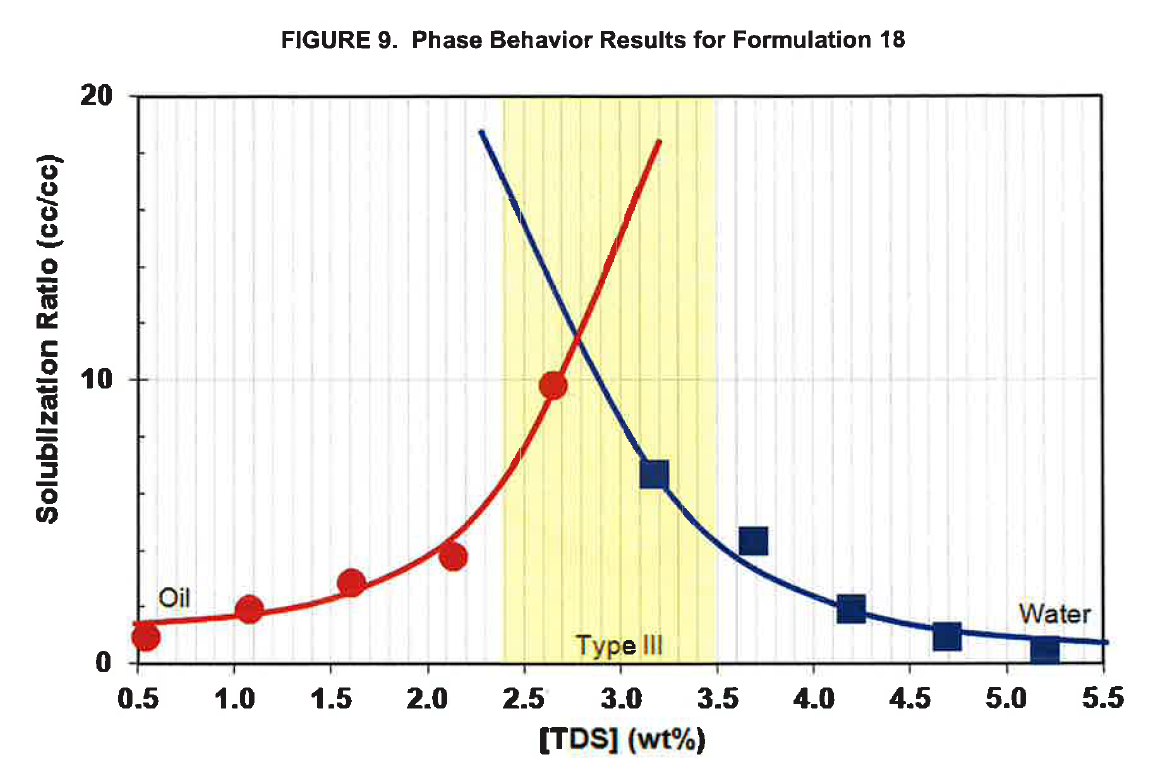 FIGURE 9. Phase Behavior Results for Formulation 18
20
Solubilization Ratio (cc/cc)
10
Oil
Water
Type III
0
0.5 1.0 1.5 2.0 2.5 3.0 3.5 4.0 4.5 5.0 5.5
[TDS] (wt%)